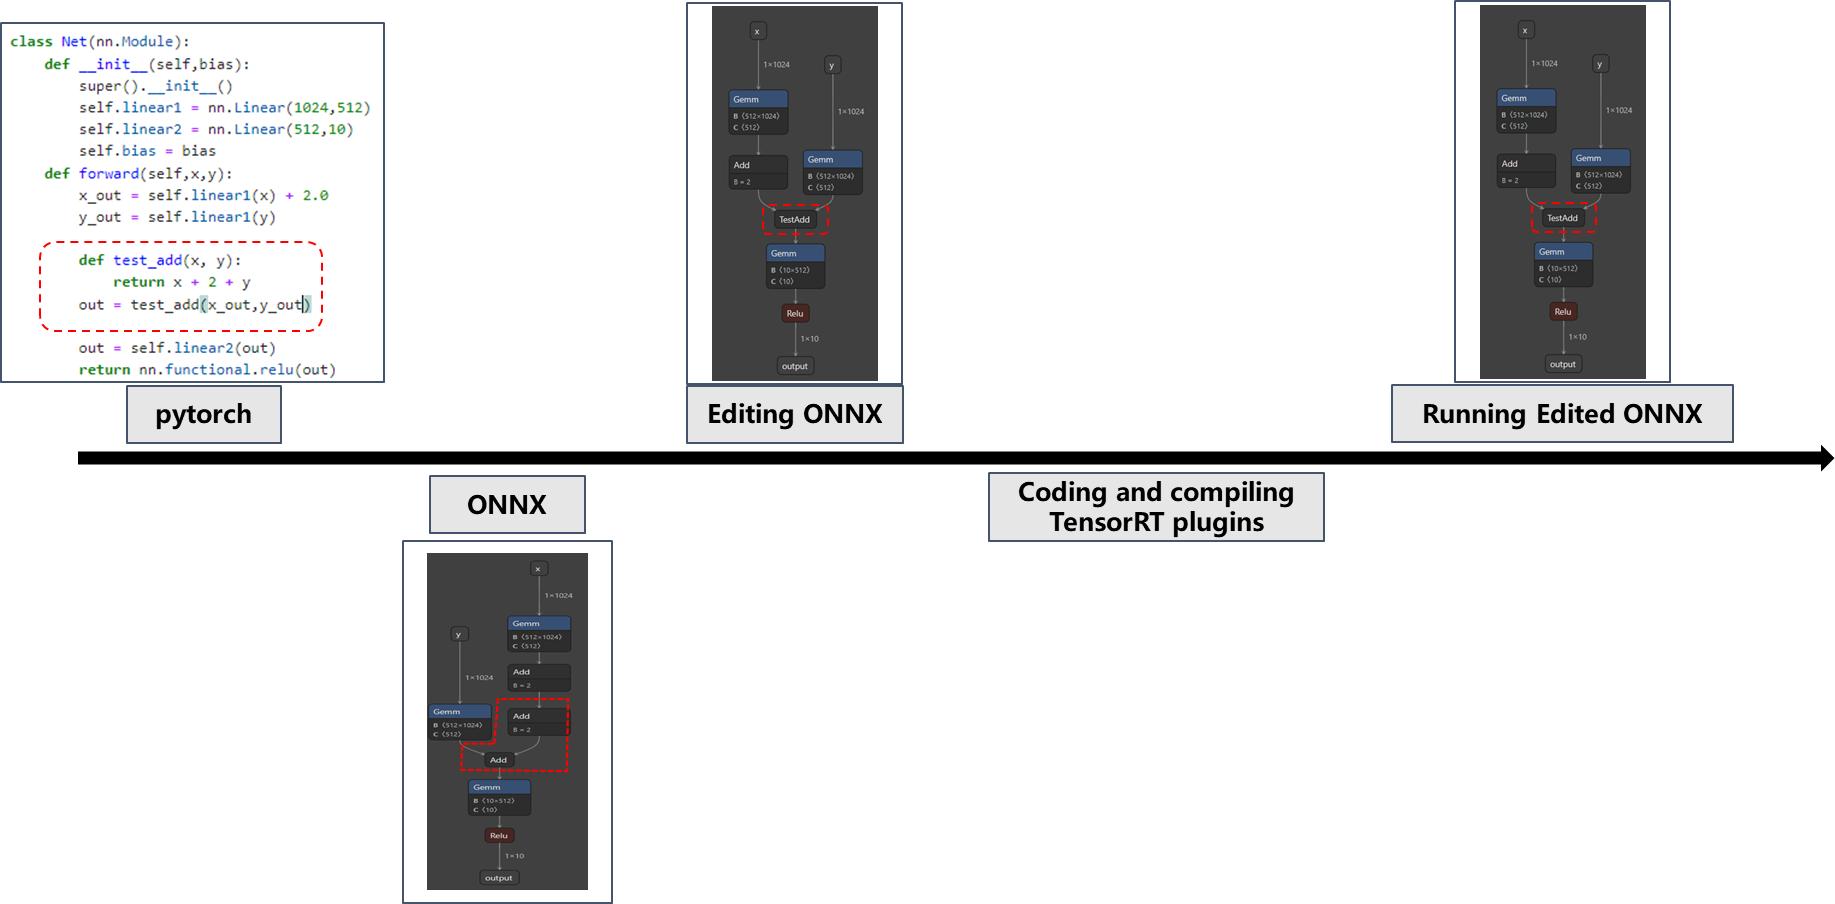 class Net(nn.Module):
def __init__(self,bias):
super().__init__()
self.linear1 = nn.Linear(1024,512)
self.linear2 = nn.Linear(512,10)
self.bias = bias
def forward(self,x,y):
x_out = self.linear1(x) + 2.0
y_out = self.linear1(y)
def test_add(x, y):
return x + 2 + y
out = test_add(x_out,y_out)
out = self.linear2(out)
return nn.functional.relu(out)
pytorch
x
1×1024
y
1×1024
Gemm
B ⟨512×1024⟩
C ⟨512⟩
Add
B = 2
Gemm
B ⟨512×1024⟩
C ⟨512⟩
TestAdd
Gemm
B ⟨10×512⟩
C ⟨10⟩
Relu
1×10
output
Editing ONNX
x
1×1024
y
1×1024
Gemm
B ⟨512×1024⟩
C ⟨512⟩
Add
B = 2
Gemm
B ⟨512×1024⟩
C ⟨512⟩
TestAdd
Gemm
B ⟨10×512⟩
C ⟨10⟩
Relu
1×10
output
Running Edited ONNX
ONNX
x
1×1024
Gemm
B ⟨512×1024⟩
C ⟨512⟩
y
Add
B = 2
1×1024
Gemm
B ⟨512×1024⟩
C ⟨512⟩
Add
B = 2
Add
Gemm
B ⟨10×512⟩
C ⟨10⟩
Relu
1×10
output
Coding and compiling
TensorRT plugins